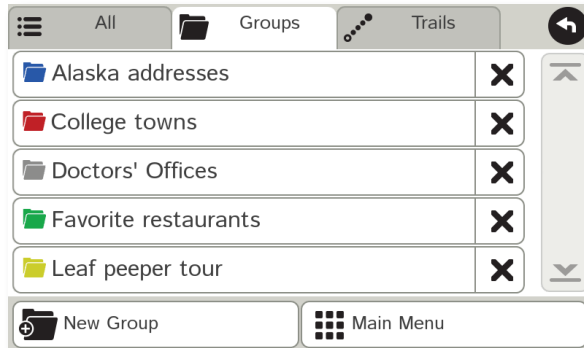 All Groups Trails
Alaska addresses
College towns
Doctors' Offices
Favorite restaurants
Leaf peeper tour
New Group Main Menu